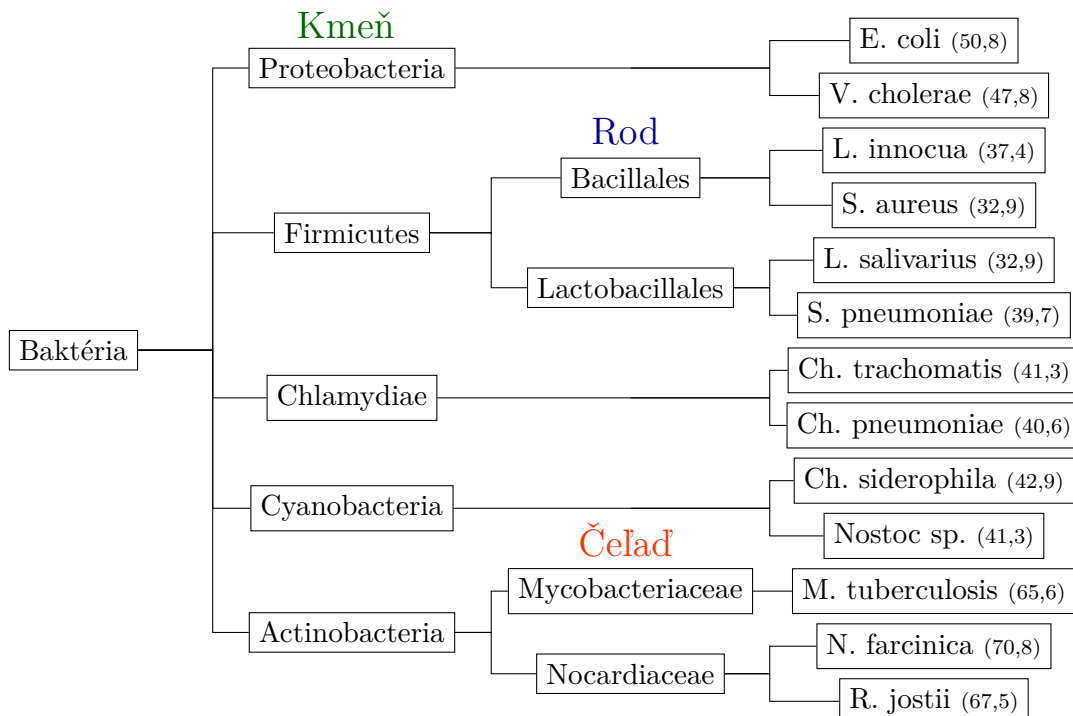 Kmeň
Proteobacteria
E. coli (50,8)
V. cholerae (47,8)
Rod
Bacillales
L. innocua (37,4)
S. aureus (32,9)
Firmicutes
Lactobacillales
L. salivarius (32,9)
S. pneumoniae (39,7)
Baktéria
Chlamydiae
Ch. trachomatis (41,3)
Ch. pneumoniae (40,6)
Cyanobacteria
Ch. siderophila (42,9)
Nostoc sp. (41,3)
Čeľaď
Mycobacteriaceae
M. tuberculosis (65,6)
Actinobacteria
Nocardiaceae
N. farcinica (70,8)
R. jostii (67,5)